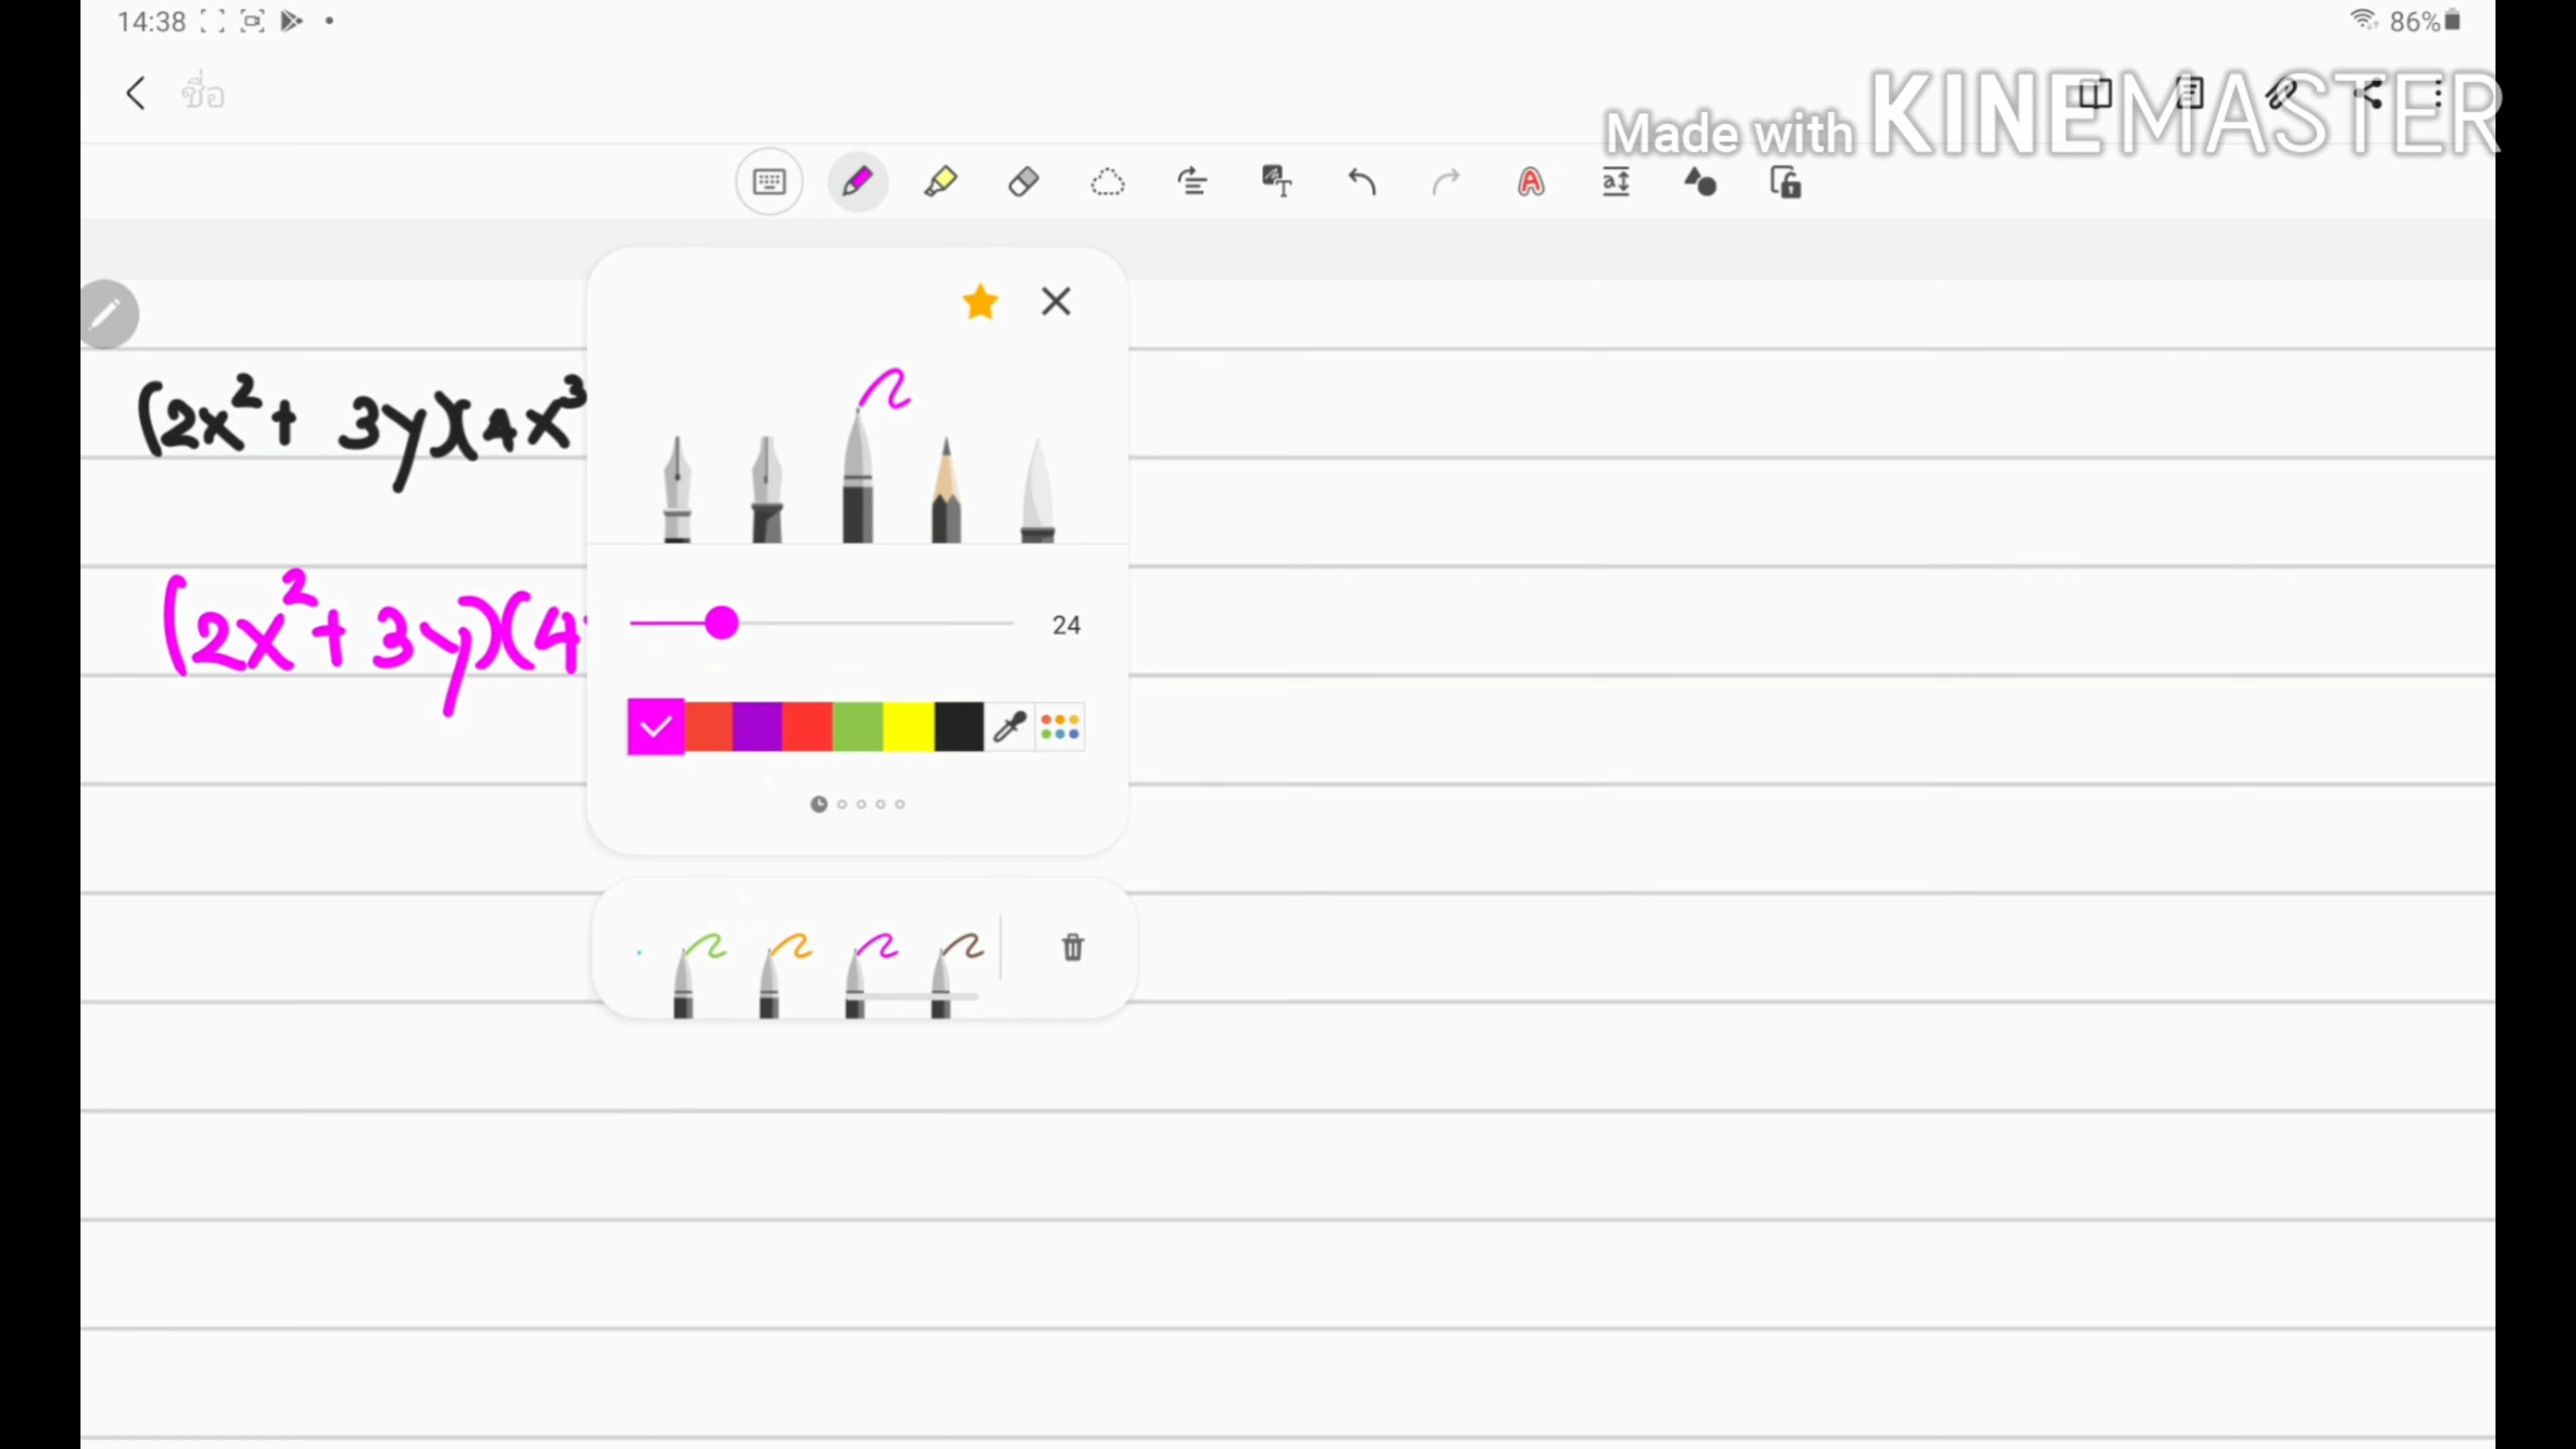 14:38 86%
ชื่อ
Made with KINEMASTER
(2x²+ 3y)(4x³
(2x²+3y)(4
24